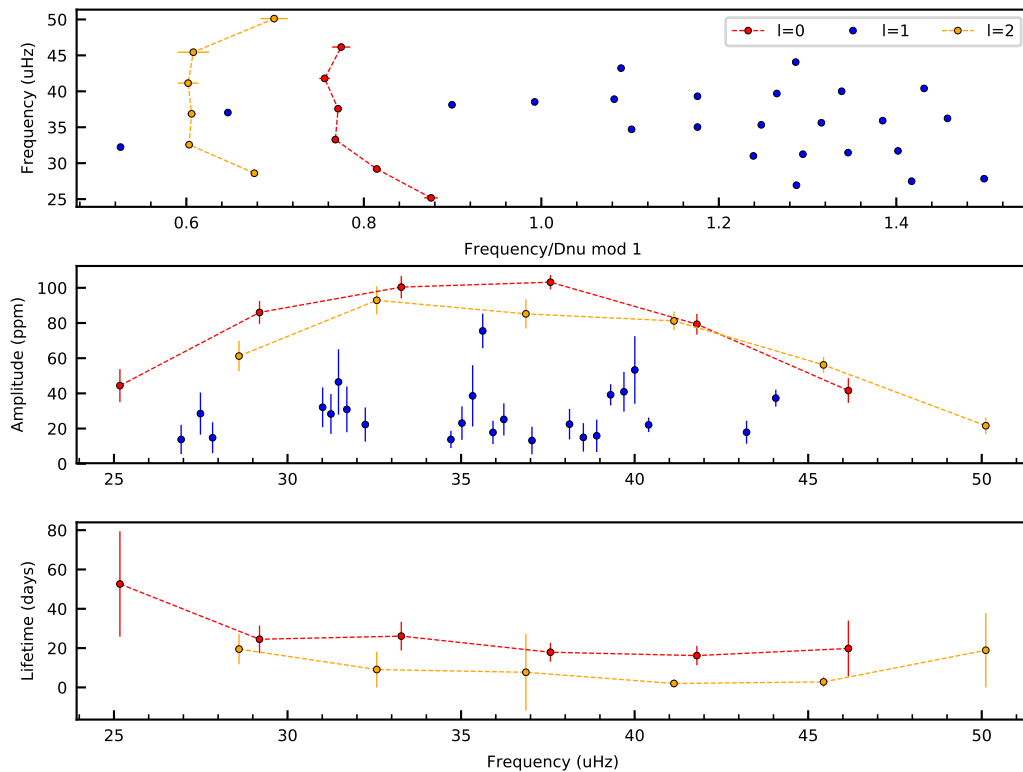 50
45
40
35
30
25
Frequency (uHz)
l=0 l=1 l=2
0.6 0.8 1.0 1.2 1.4
Frequency/Dnu mod 1
100
80
60
40
20
0
Amplitude (ppm)
25 30 35 40 45 50
80
60
40
20
0
Lifetime (days)
25 30 35 40 45 50
Frequency (uHz)